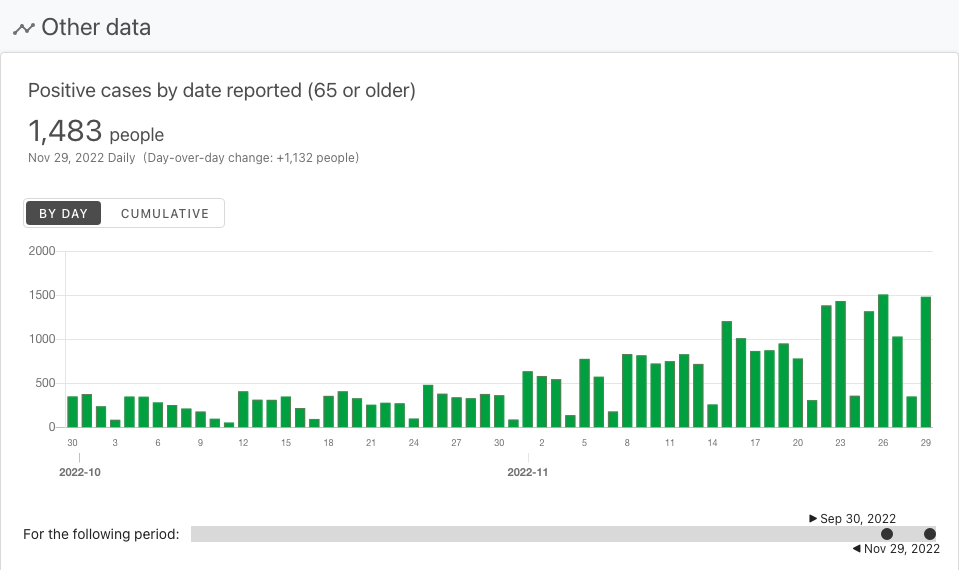 Other data
Positive cases by date reported (65 or older)
1,483 people
Nov 29, 2022 Daily (Day-over-day change: +1,132 people)
BY DAY CUMULATIVE
2000
1500
1000
500
0
30 3 6 9 12 15 18 21 24 27 30 2 5 8 11 14 17 20 23 26 29
2022-10 2022-11
Sep 30, 2022
For the following period:
Nov 29, 2022